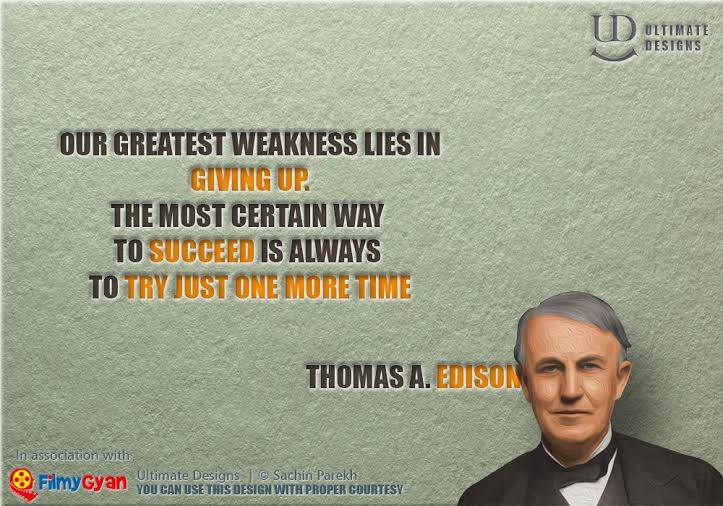 UD ULTIMATE
DESIGNS
OUR GREATEST WEAKNESS LIES IN
GIVING UP.
THE MOST CERTAIN WAY
TO SUCCEED IS ALWAYS
TO TRY JUST ONE MORE TIME
THOMAS A. EDISON
In association with
FilmyGyan
Ultimate Designs | © Sachin Parekh
YOU CAN USE THIS DESIGN WITH PROPER COURTESY